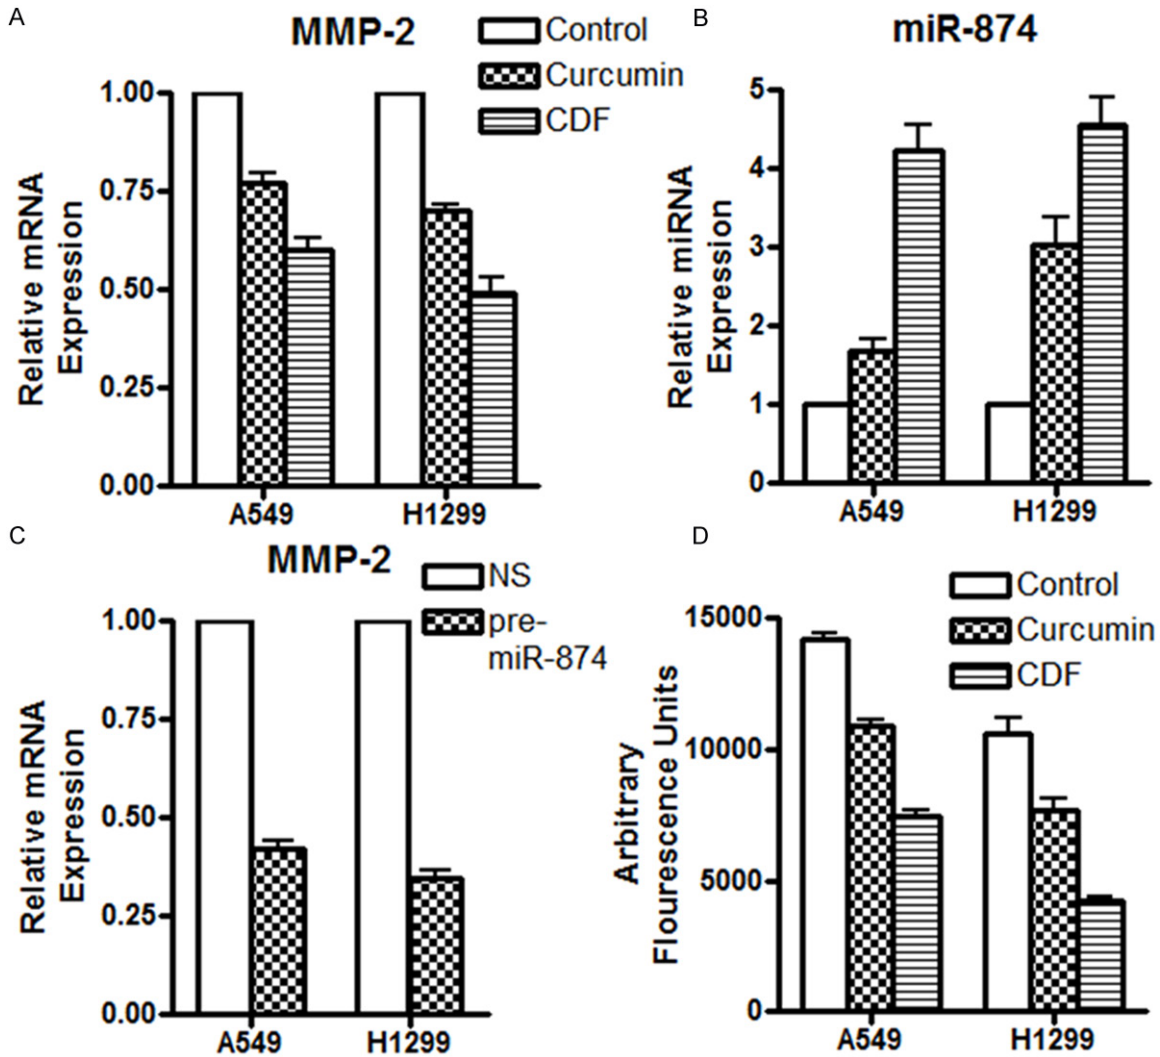 A
MMP-2
Control
Curcumin
CDF
Relative mRNA
Expression
1.00
0.75
0.50
0.25
0.00
A549
H1299
B
miR-874
Relative miRNA
Expression
5
4
3
2
1
0
A549
H1299
C
MMP-2
NS
pre-
miR-874
Relative mRNA
Expression
1.00
0.75
0.50
0.25
0.00
A549
H1299
D
Control
Curcumin
CDF
Arbitrary
Flourescence Units
15000
10000
5000
0
A549
H1299